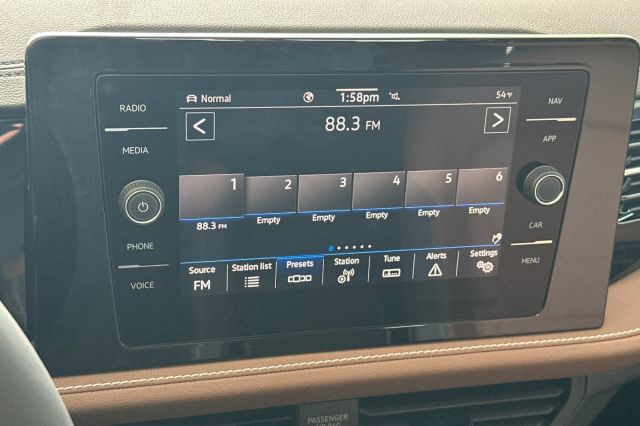 RADIO
MEDIA
PHONE
VOICE
Normal 1:58pm 54°F
88.3 FM
1 2 3 4 5 6
88.3 FM Empty Empty Empty Empty Empty
Source Station list Presets Station Tune Alerts Settings
FM
NAV
APP
CAR
MENU
PASSENGER
AIR BAG